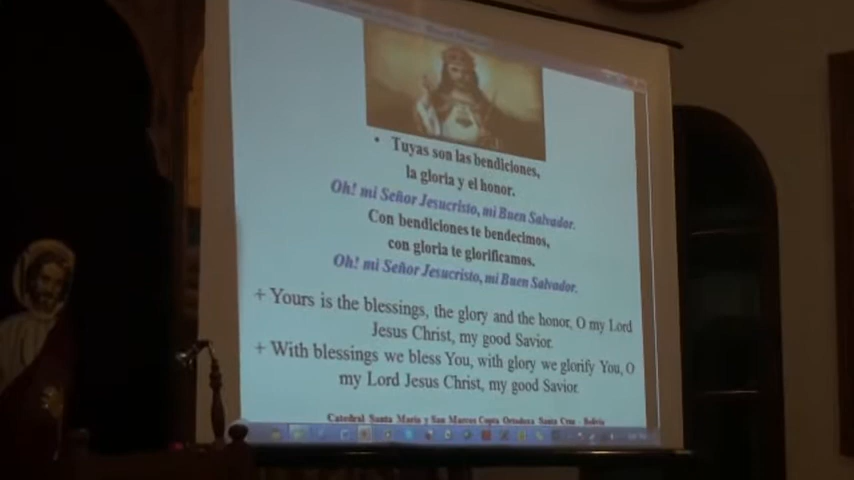 • Tuyas son las bendiciones,
la gloria y el honor.
Oh! mi Señor Jesucristo, mi Buen Salvador.
Con bendiciones te bendecimos,
con gloria te glorificamos.
Oh! mi Señor Jesucristo, mi Buen Salvador.
+ Yours is the blessings, the glory and the honor, O my Lord
Jesus Christ, my good Savior.
+ With blessings we bless You, with glory we glorify You, O
my Lord Jesus Christ, my good Savior.
Catedral Santa María y San Marcos Copta Ortodoxa Santa Cruz - Bolivia